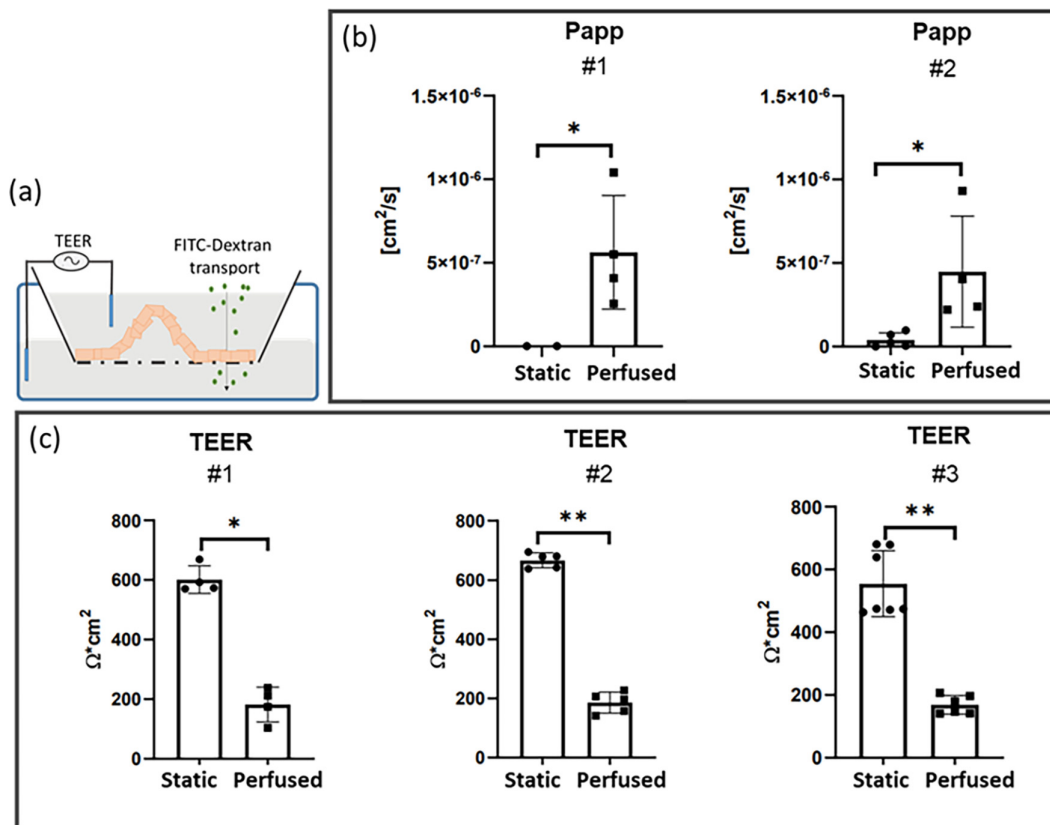 (a)
TEER
FITC-Dextran
transport
(b)
Papp
#1
1.5×10⁻⁶
1×10⁻⁶
5×10⁻⁷
0
[cm²/s]
*
Static Perfused
Papp
#2
1.5×10⁻⁶
1×10⁻⁶
5×10⁻⁷
0
[cm²/s]
*
Static Perfused
(c)
TEER
#1
800
600
400
200
0
Ω*cm²
*
Static Perfused
TEER
#2
800
600
400
200
0
Ω*cm²
**
Static Perfused
TEER
#3
800
600
400
200
0
Ω*cm²
**
Static Perfused